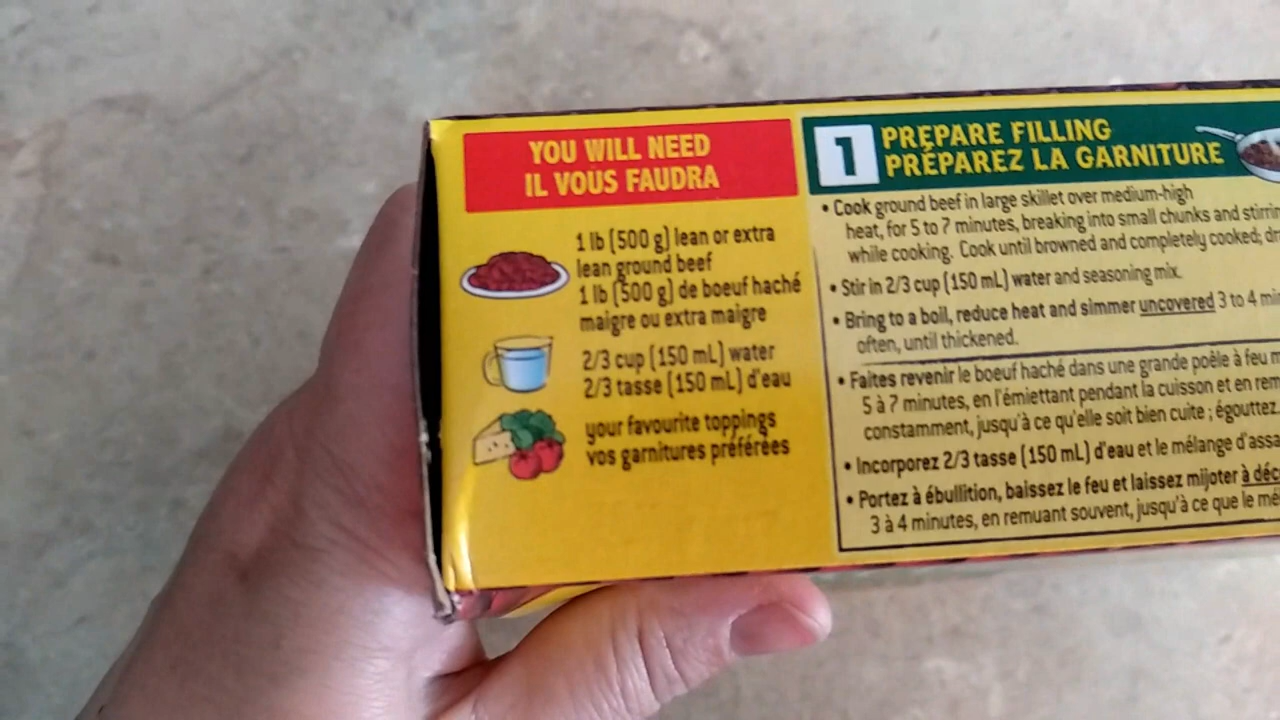 YOU WILL NEED
IL VOUS FAUDRA
1 lb (500 g) lean or extra
lean ground beef
1 lb (500 g) de boeuf haché
maigre ou extra maigre
2/3 cup (150 mL) water
2/3 tasse (150 mL) d'eau
your favourite toppings
vos garnitures préférées
1 PREPARE FILLING
PRÉPAREZ LA GARNITURE
• Cook ground beef in large skillet over medium-high
heat, for 5 to 7 minutes, breaking into small chunks and
while cooking. Cook until browned and completely cooked;
• Stir in 2/3 cup (150 mL) water and seasoning mix.
• Bring to a boil, reduce heat and simmer uncovered 3 to 4
often, until thickened.
• Faites revenir le boeuf haché dans une grande poêle à feu
5 à 7 minutes, en l'émiettant pendant la cuisson et en
constamment, jusqu'à ce qu'elle soit bien cuite ; égouttez
• Incorporez 2/3 tasse (150 mL) d'eau et le mélange
• Portez à ébullition, baissez le feu et laissez mijoter à
3 à 4 minutes, en remuant souvent, jusqu'à ce que le